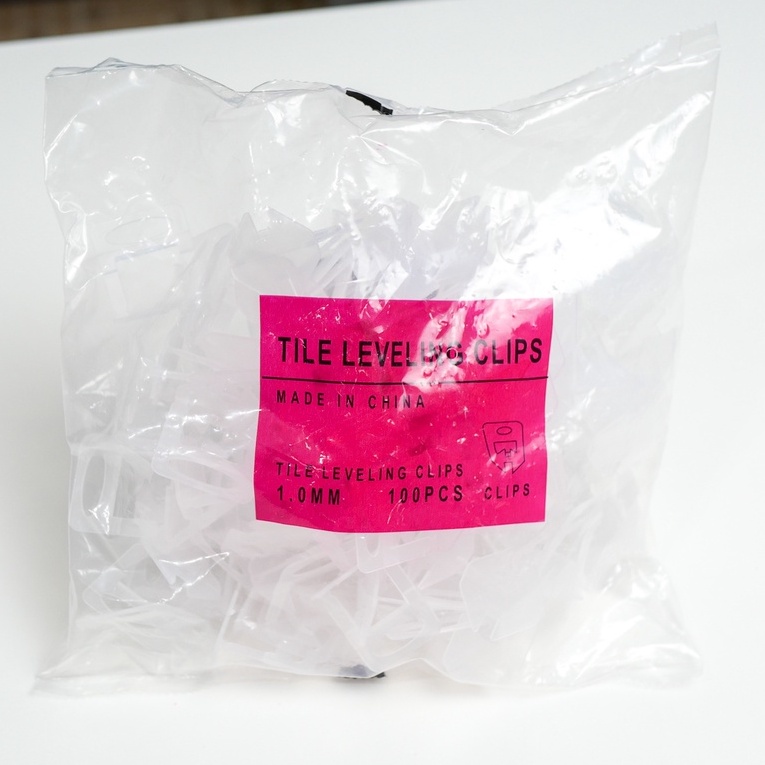 TILE LEVELING CLIPS
MADE IN CHINA
TILE LEVELING CLIPS
1.0MM 100PCS CLIPS